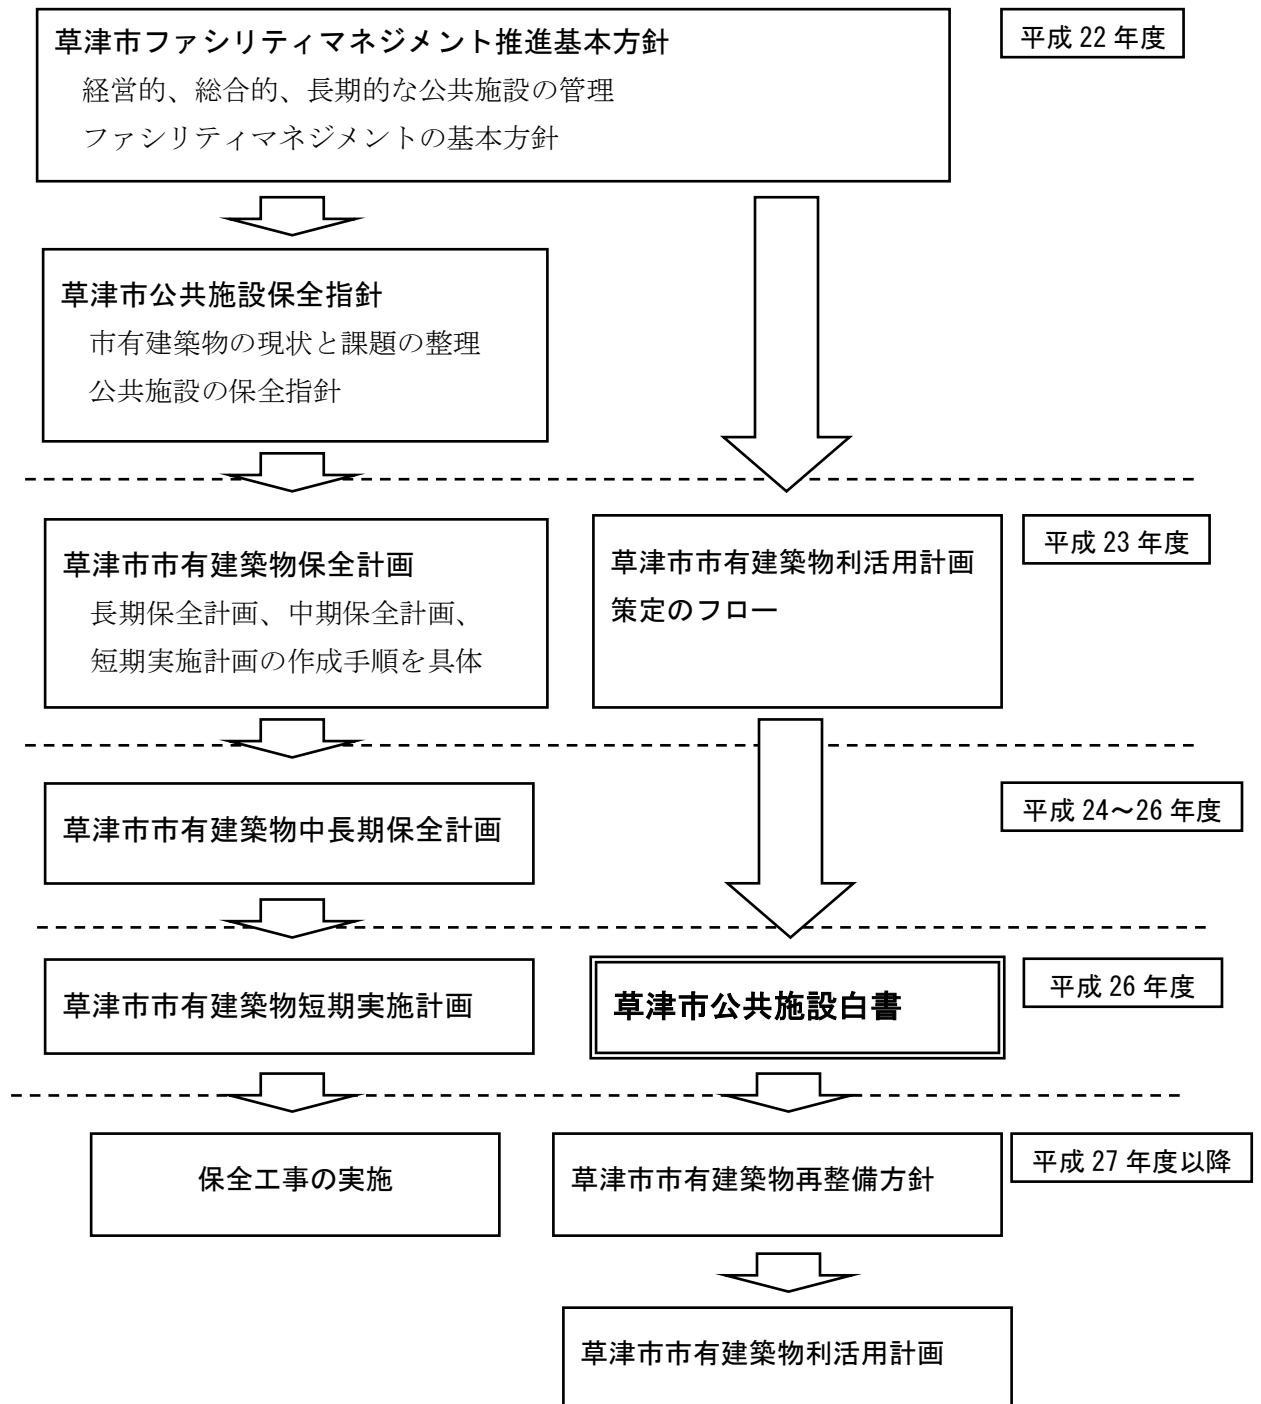 草津市ファシリティマネジメント推進基本方針
経営的、総合的、長期的な公共施設の管理
ファシリティマネジメントの基本方針
平成 22 年度
草津市公共施設保全指針
市有建築物の現状と課題の整理
公共施設の保全指針
草津市市有建築物保全計画
長期保全計画、中期保全計画、
短期実施計画の作成手順を具体
草津市市有建築物利活用計画
策定のフロー
平成 23 年度
草津市市有建築物中長期保全計画
平成 24～26 年度
草津市市有建築物短期実施計画
草津市公共施設白書
平成 26 年度
保全工事の実施
草津市市有建築物再整備方針
平成 27 年度以降
草津市市有建築物利活用計画